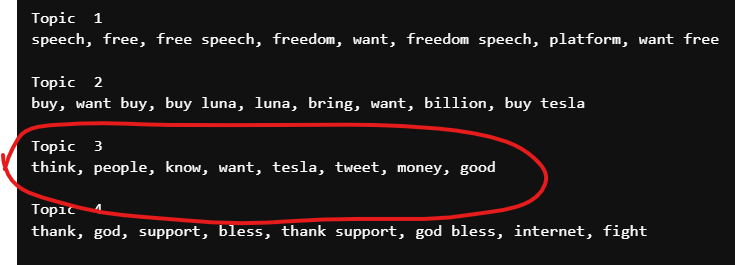 Topic  1
speech, free, free speech, freedom, want, freedom speech, platform, want free
Topic  2
buy, want buy, buy luna, luna, bring, want, billion, buy tesla
Topic  3
think, people, know, want, tesla, tweet, money, good
Topic  4
thank, god, support, bless, thank support, god bless, internet, fight